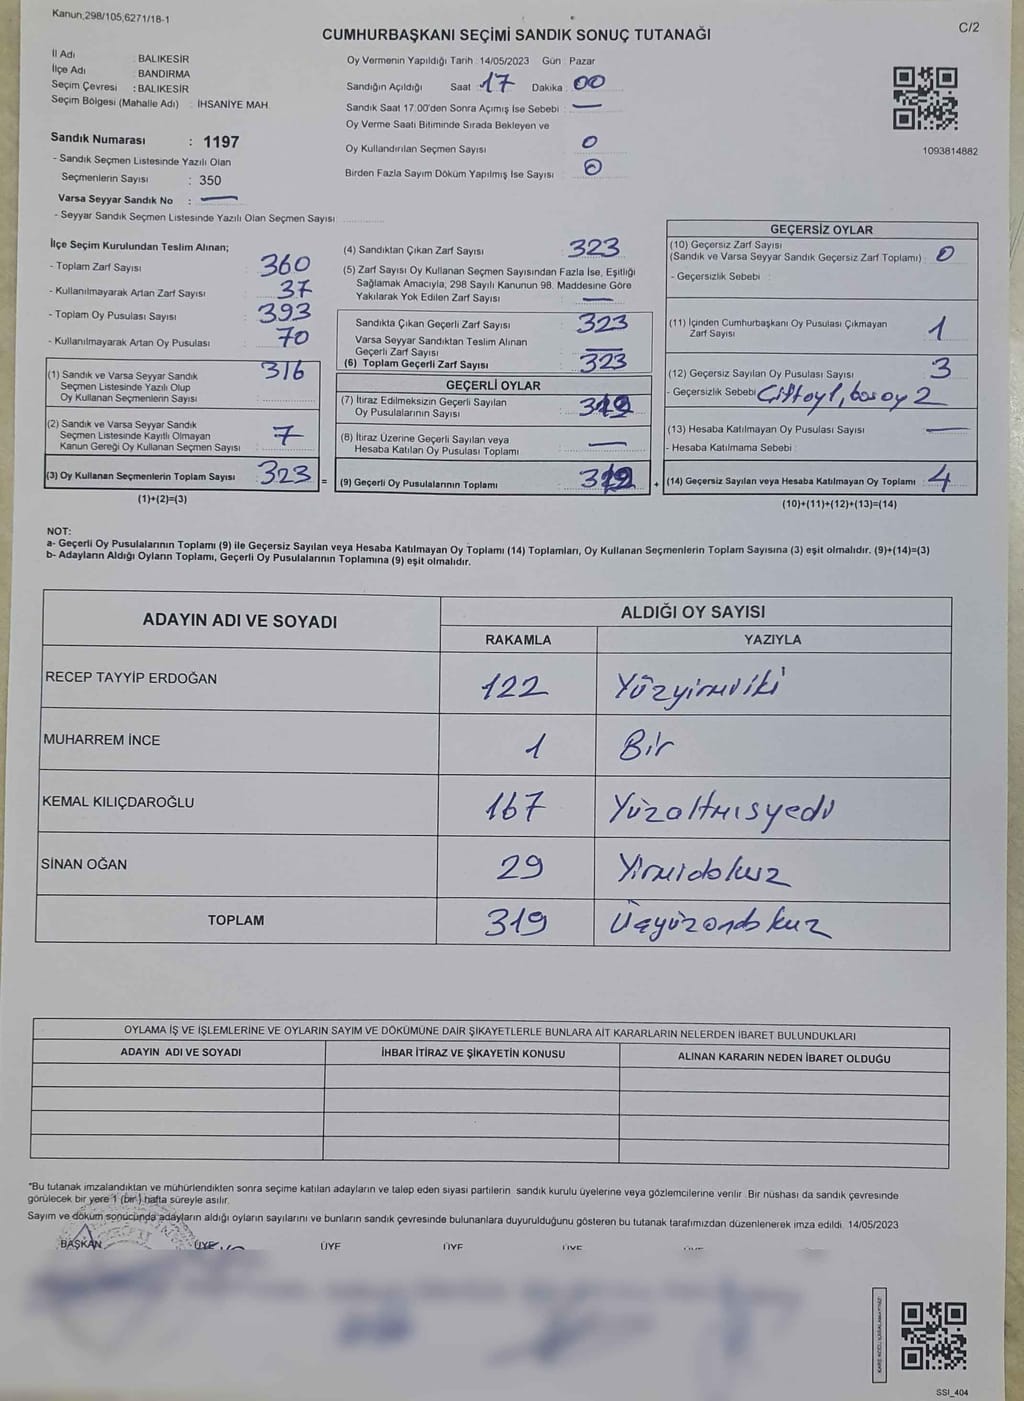 Kanun,298/105,6271/18-1
C/2
CUMHURBAŞKANI SEÇİMİ SANDIK SONUÇ TUTANAĞI
İl Adı : BALIKESİR
İlçe Adı : BANDIRMA
Seçim Çevresi : BALIKESİR
Seçim Bölgesi (Mahalle Adı) : İHSANİYE MAH.
Sandık Numarası : 1197
- Sandık Seçmen Listesinde Yazılı Olan
Seçmenlerin Sayısı : 350
Varsa Seyyar Sandık No : —
- Seyyar Sandık Seçmen Listesinde Yazılı Olan Seçmen Sayısı
Oy Vermenin Yapıldığı Tarih : 14/05/2023 Gün : Pazar
Sandığın Açıldığı Saat 17 Dakika 00
Sandık Saat 17:00'den Sonra Açımış İse Sebebi : —
Oy Verme Saati Bitiminde Sırada Bekleyen ve
Oy Kullandırılan Seçmen Sayısı 0
Birden Fazla Sayım Döküm Yapılmış İse Sayısı 0
1093814882
İlçe Seçim Kurulundan Teslim Alınan;
- Toplam Zarf Sayısı : 360
- Kullanılmayarak Artan Zarf Sayısı : 37
- Toplam Oy Pusulası Sayısı : 393
- Kullanılmayarak Artan Oy Pusulası : 70
(1) Sandık ve Varsa Seyyar Sandık
Seçmen Listesinde Yazılı Olup
Oy Kullanan Seçmenlerin Sayısı : 316
(2) Sandık ve Varsa Seyyar Sandık
Seçmen Listesinde Kayıtlı Olmayan
Kanun Gereği Oy Kullanan Seçmen Sayısı : 7
(3) Oy Kullanan Seçmenlerin Toplam Sayısı : 323
(1)+(2)=(3)
(4) Sandıktan Çıkan Zarf Sayısı 323
(5) Zarf Sayısı Oy Kullanan Seçmen Sayısından Fazla İse, Eşitliği
Sağlamak Amacıyla, 298 Sayılı Kanunun 98. Maddesine Göre
Yakılarak Yok Edilen Zarf Sayısı —
Sandıkta Çıkan Geçerli Zarf Sayısı 323
Varsa Seyyar Sandıktan Teslim Alınan
Geçerli Zarf Sayısı —
(6) Toplam Geçerli Zarf Sayısı 323
GEÇERLİ OYLAR
(7) İtiraz Edilmeksizin Geçerli Sayılan
Oy Pusulalarının Sayısı
(8) İtiraz Üzerine Geçerli Sayılan veya
Hesaba Katılan Oy Pusulası Toplamı —
= (9) Geçerli Oy Pusulalarının Toplamı
GEÇERSİZ OYLAR
(10) Geçersiz Zarf Sayısı
(Sandık ve Varsa Seyyar Sandık Geçersiz Zarf Toplamı) : 0
- Geçersizlik Sebebi :
(11) İçinden Cumhurbaşkanı Oy Pusulası Çıkmayan
Zarf Sayısı 1
(12) Geçersiz Sayılan Oy Pusulası Sayısı 3
- Geçersizlik Sebebi Çift oy 1, boş oy 2
(13) Hesaba Katılmayan Oy Pusulası Sayısı —
- Hesaba Katılmama Sebebi :
+ (14) Geçersiz Sayılan veya Hesaba Katılmayan Oy Toplamı : 4
(10)+(11)+(12)+(13)=(14)
NOT:
a- Geçerli Oy Pusulalarının Toplamı (9) ile Geçersiz Sayılan veya Hesaba Katılmayan Oy Toplamı (14) Toplamları, Oy Kullanan Seçmenlerin Toplam Sayısına (3) eşit olmalıdır. (9)+(14)=(3)
b- Adayların Aldığı Oyların Toplamı, Geçerli Oy Pusulalarının Toplamına (9) eşit olmalıdır.
ADAYIN ADI VE SOYADI
ALDIĞI OY SAYISI
RAKAMLA YAZIYLA
RECEP TAYYİP ERDOĞAN 122 Yüzyirmiiki
MUHARREM İNCE 1 Bir
KEMAL KILIÇDAROĞLU 167 Yüzaltmışyedi
SİNAN OĞAN 29 Yirmidokuz
TOPLAM 319 Üçyüzondokuz
OYLAMA İŞ VE İŞLEMLERİNE VE OYLARIN SAYIM VE DÖKÜMÜNE DAİR ŞİKAYETLERLE BUNLARA AİT KARARLARIN NELERDEN İBARET BULUNDUKLARI
ADAYIN ADI VE SOYADI İHBAR İTİRAZ VE ŞİKAYETİN KONUSU ALINAN KARARIN NEDEN İBARET OLDUĞU
*Bu tutanak imzalandıktan ve mühürlendikten sonra seçime katılan adayların ve talep eden siyasi partilerin sandık kurulu üyelerine veya gözlemcilerine verilir. Bir nüshası da sandık çevresinde
görülecek bir yere 1 (bir) hafta süreyle asılır.
Sayım ve döküm sonucunda adayların aldığı oyların sayılarını ve bunların sandık çevresinde bulunanlara duyurulduğunu gösteren bu tutanak tarafımızdan düzenlenerek imza edildi. 14/05/2023
BAŞKAN ÜYE ÜYE ÜYE ÜYE
SSI_404